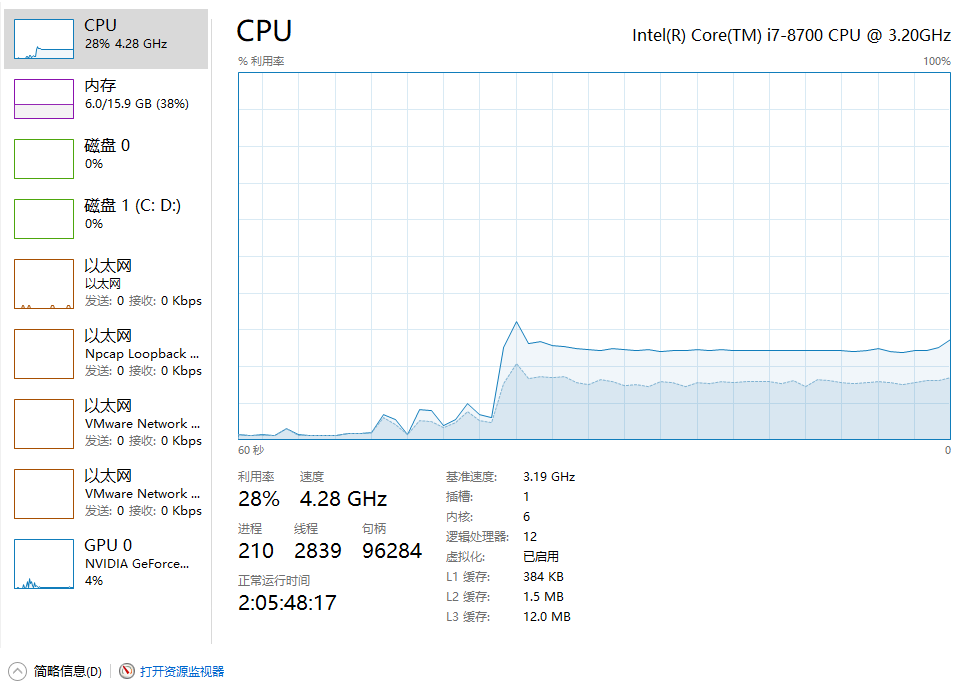 CPU
28% 4.28 GHz
内存
6.0/15.9 GB (38%)
磁盘 0
0%
磁盘 1 (C: D:)
0%
以太网
以太网
发送: 0 接收: 0 Kbps
以太网
Npcap Loopback ...
发送: 0 接收: 0 Kbps
以太网
VMware Network ...
发送: 0 接收: 0 Kbps
以太网
VMware Network ...
发送: 0 接收: 0 Kbps
GPU 0
NVIDIA GeForce...
4%
CPU
Intel(R) Core(TM) i7-8700 CPU @ 3.20GHz
% 利用率
100%
60 秒
0
利用率 速度
28% 4.28 GHz
进程 线程 句柄
210 2839 96284
正常运行时间
2:05:48:17
基准速度: 3.19 GHz
插槽: 1
内核: 6
逻辑处理器: 12
虚拟化: 已启用
L1 缓存: 384 KB
L2 缓存: 1.5 MB
L3 缓存: 12.0 MB
简略信息(D)
打开资源监视器